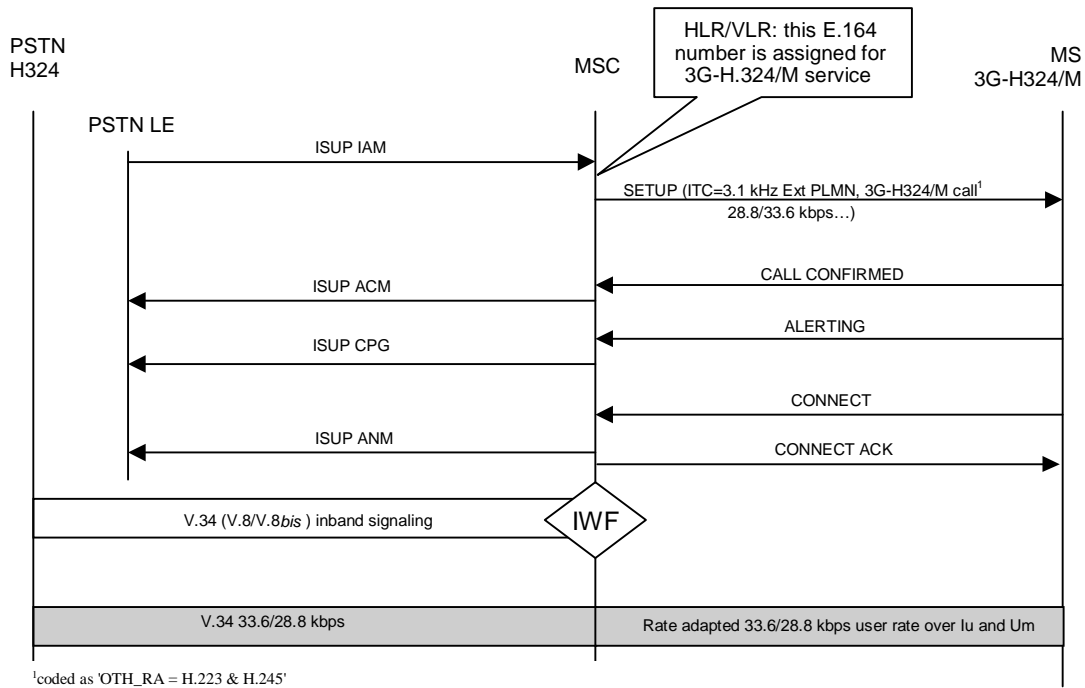 HLR/VLR: this E.164
number is assigned for
3G-H.324/M service
PSTN
H324
MSC
MS
3G-H324/M
PSTN LE
ISUP IAM
SETUP (ITC=3.1 kHz Ext PLMN, 3G-H324/M call1
28.8/33.6 kbps…)
CALL CONFIRMED
ISUP ACM
ALERTING
ISUP CPG
CONNECT
ISUP ANM
CONNECT ACK
V.34 (V.8/V.8bis ) inband signaling
IWF
V.34 33.6/28.8 kbps
Rate adapted 33.6/28.8 kbps user rate over Iu and Um
1coded as 'OTH_RA = H.223 & H.245'